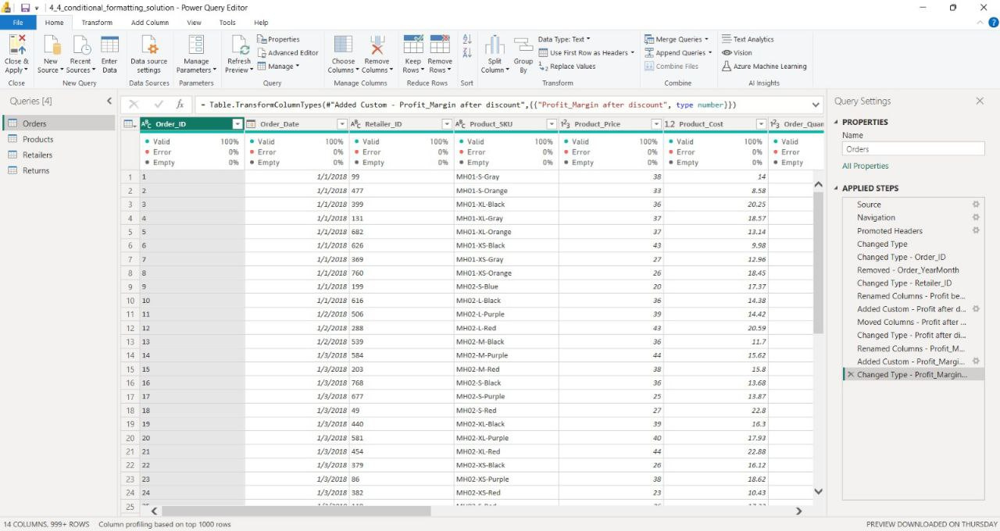 4_4_conditional_formatting_solution - Power Query Editor
File Home Transform Add Column View Tools Help
Close & Apply
New Source
Recent Sources
Enter Data
Data source settings
Manage Parameters
Refresh Preview
Properties
Advanced Editor
Manage
Choose Columns
Remove Columns
Keep Rows
Remove Rows
Split Column
Group By
Data Type: Text
Use First Row as Headers
Replace Values
Merge Queries
Append Queries
Combine Files
Text Analytics
Vision
Azure Machine Learning
Close New Query Data Sources Parameters Query Manage Columns Reduce Rows Sort Transform Combine AI Insights
Queries [4]
Orders
Products
Retailers
Returns
= Table.TransformColumnTypes(#"Added Custom - Profit_Margin after discount",{{"Profit_Margin after discount", type number}})
Order_ID Order_Date Retailer_ID Product_SKU Product_Price Product_Cost Order_Quan
Valid 100% Valid 100% Valid 100% Valid 100% Valid 100% Valid 100% Valid
Error 0% Error 0% Error 0% Error 0% Error 0% Error 0% Error
Empty 0% Empty 0% Empty 0% Empty 0% Empty 0% Empty 0% Empty
1 1 1/1/2018 99 MH01-S-Gray 38 14
2 2 1/1/2018 477 MH01-S-Orange 33 8.58
3 3 1/1/2018 399 MH01-XL-Black 36 20.25
4 4 1/1/2018 131 MH01-XL-Gray 37 18.57
5 5 1/1/2018 682 MH01-XL-Orange 37 13.14
6 6 1/1/2018 626 MH01-XS-Black 43 9.98
7 7 1/1/2018 369 MH01-XS-Gray 27 12.96
8 8 1/1/2018 760 MH01-XS-Orange 26 18.45
9 9 1/1/2018 199 MH02-S-Blue 20 17.37
10 10 1/1/2018 616 MH02-L-Black 36 14.38
11 11 1/2/2018 506 MH02-L-Purple 39 14.42
12 12 1/2/2018 288 MH02-L-Red 43 20.59
13 13 1/2/2018 539 MH02-M-Black 36 11.7
14 14 1/3/2018 584 MH02-M-Purple 44 15.62
15 15 1/3/2018 203 MH02-M-Red 38 15.8
16 16 1/3/2018 768 MH02-S-Black 36 13.68
17 17 1/3/2018 677 MH02-S-Purple 25 13.87
18 18 1/3/2018 49 MH02-S-Red 27 22.8
19 19 1/3/2018 440 MH02-XL-Black 39 16.3
20 20 1/3/2018 581 MH02-XL-Purple 40 17.93
21 21 1/3/2018 454 MH02-XL-Red 44 22.88
22 22 1/3/2018 379 MH02-XS-Black 26 16.12
23 23 1/3/2018 86 MH02-XS-Purple 38 18.62
24 24 1/3/2018 382 MH02-XS-Red 23 10.43
25
Query Settings
PROPERTIES
Name
Orders
All Properties
APPLIED STEPS
Source
Navigation
Promoted Headers
Changed Type
Changed Type - Order_ID
Removed - Order_YearMonth
Changed Type - Retailer_ID
Renamed Columns - Profit be...
Added Custom - Profit after d...
Moved Columns - Profit after ...
Changed Type - Profit after di...
Renamed Columns - Profit_M...
Added Custom - Profit_Margi...
Changed Type - Profit_Margin...
14 COLUMNS, 999+ ROWS Column profiling based on top 1000 rows
PREVIEW DOWNLOADED ON THURSDAY